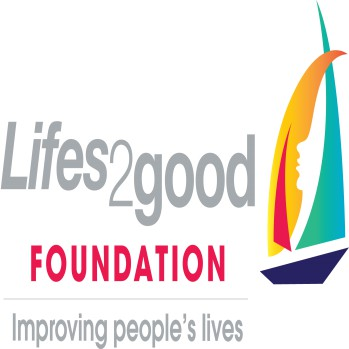 Lifes2good
FOUNDATION
Improving people's lives